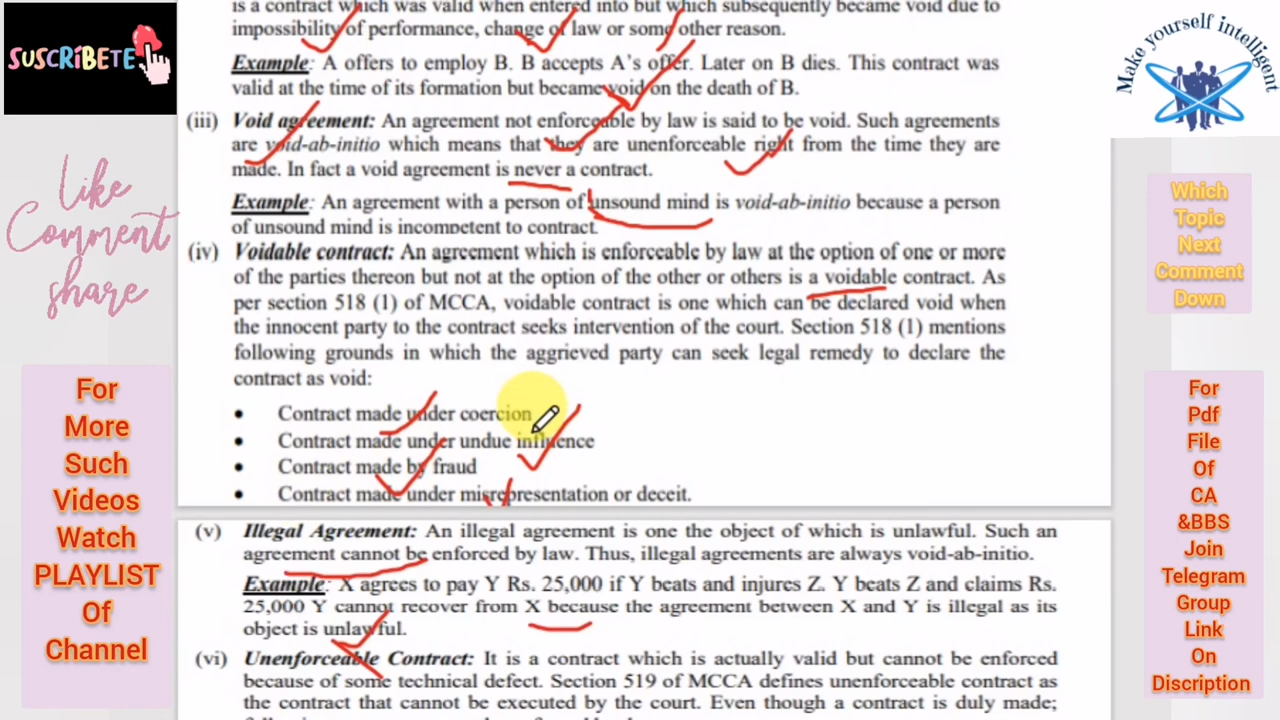 SUSCRÍBETE
Like
Comment
share
For
More
Such
Videos
Watch
PLAYLIST
Of
Channel
is a contract which was valid when entered into but which subsequently became void due to
impossibility of performance, change of law or some other reason.
Example: A offers to employ B. B accepts A's offer. Later on B dies. This contract was
valid at the time of its formation but became void on the death of B.
(iii) Void agreement: An agreement not enforceable by law is said to be void. Such agreements
are void-ab-initio which means that they are unenforceable right from the time they are
made. In fact a void agreement is never a contract.
Example: An agreement with a person of unsound mind is void-ab-initio because a person
of unsound mind is incompetent to contract.
(iv) Voidable contract: An agreement which is enforceable by law at the option of one or more
of the parties thereon but not at the option of the other or others is a voidable contract. As
per section 518 (1) of MCCA, voidable contract is one which can be declared void when
the innocent party to the contract seeks intervention of the court. Section 518 (1) mentions
following grounds in which the aggrieved party can seek legal remedy to declare the
contract as void:
• Contract made under coercion
• Contract made under undue influence
• Contract made by fraud
• Contract made under misrepresentation or deceit.
(v) Illegal Agreement: An illegal agreement is one the object of which is unlawful. Such an
agreement cannot be enforced by law. Thus, illegal agreements are always void-ab-initio.
Example: X agrees to pay Y Rs. 25,000 if Y beats and injures Z. Y beats Z and claims Rs.
25,000 Y cannot recover from X because the agreement between X and Y is illegal as its
object is unlawful.
(vi) Unenforceable Contract: It is a contract which is actually valid but cannot be enforced
because of some technical defect. Section 519 of MCCA defines unenforceable contract as
the contract that cannot be executed by the court. Even though a contract is duly made;
Make yourself intelligent
Which
Topic
Next
Comment
Down
For
Pdf
File
Of
CA
&BBS
Join
Telegram
Group
Link
On
Discription